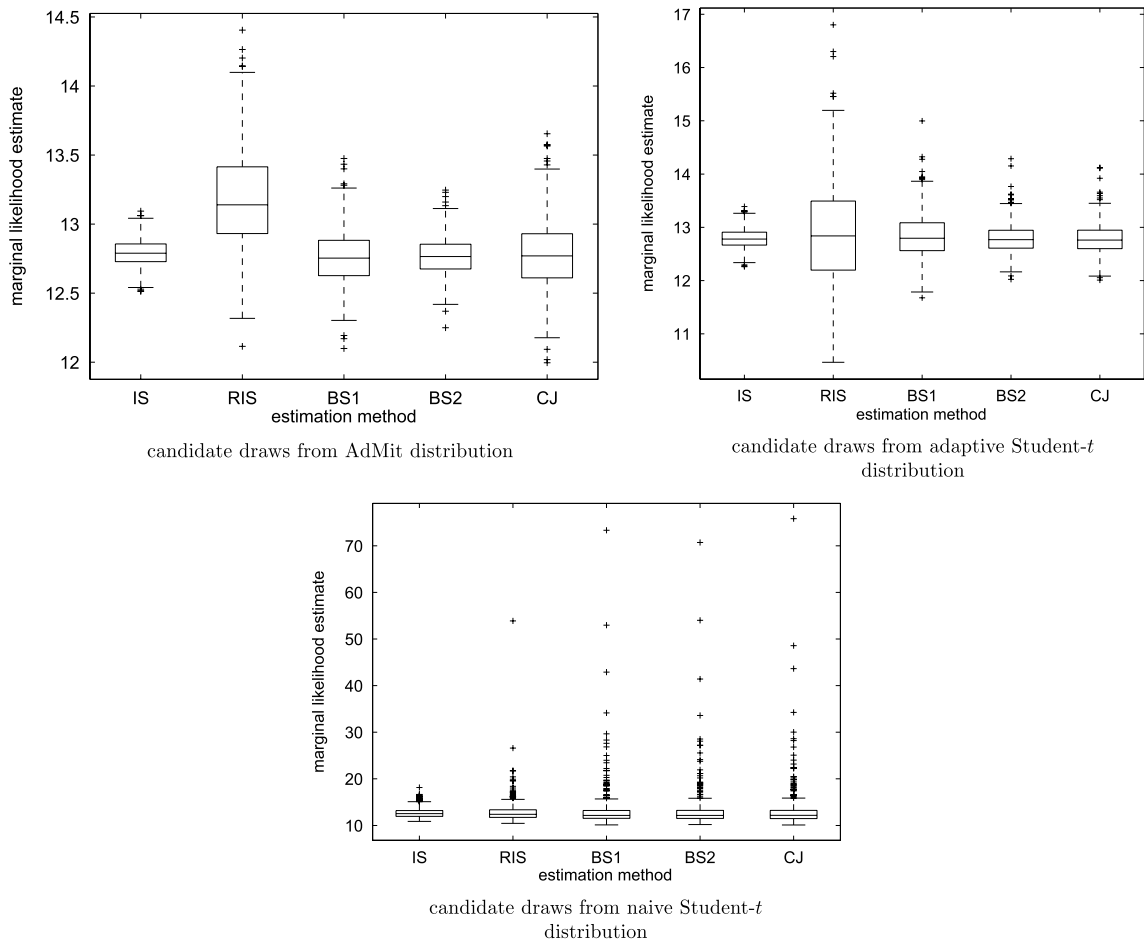 14.5
14
13.5
13
12.5
12
marginal likelihood estimate
IS RIS BS1 BS2 CJ
estimation method
candidate draws from AdMit distribution
17
16
15
14
13
12
11
marginal likelihood estimate
IS RIS BS1 BS2 CJ
estimation method
candidate draws from adaptive Student-t
distribution
70
60
50
40
30
20
10
marginal likelihood estimate
IS RIS BS1 BS2 CJ
estimation method
candidate draws from naive Student-t
distribution